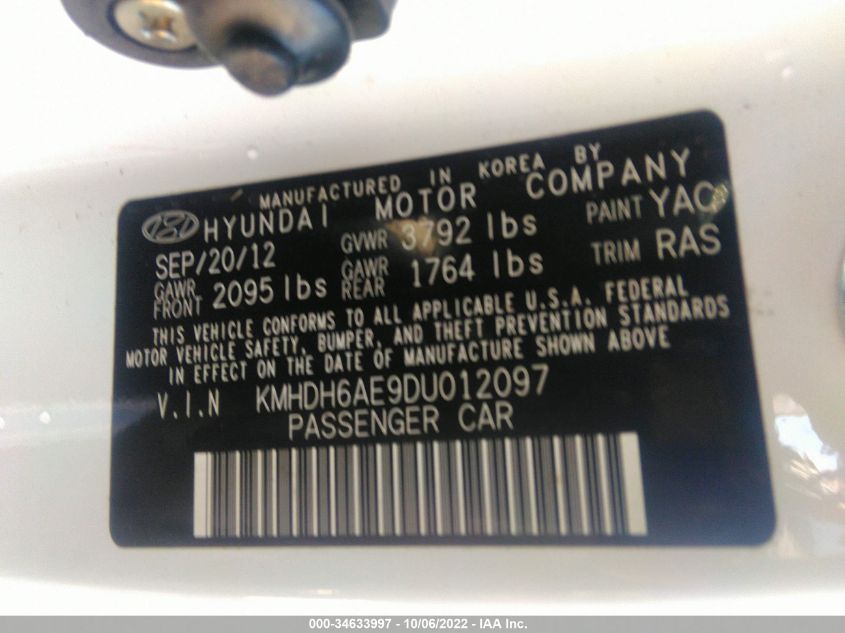 MANUFACTURED IN KOREA BY
HYUNDAI MOTOR COMPANY
SEP/20/12 GVWR 3792 lbs PAINT YAC
GAWR FRONT 2095 lbs GAWR REAR 1764 lbs TRIM RAS
THIS VEHICLE CONFORMS TO ALL APPLICABLE U.S.A. FEDERAL
MOTOR VEHICLE SAFETY, BUMPER, AND THEFT PREVENTION STANDARDS
IN EFFECT ON THE DATE OF MANUFACTURE SHOWN ABOVE
V.I.N KMHDH6AE9DU012097
PASSENGER CAR
000-34633997 - 10/06/2022 - IAA Inc.